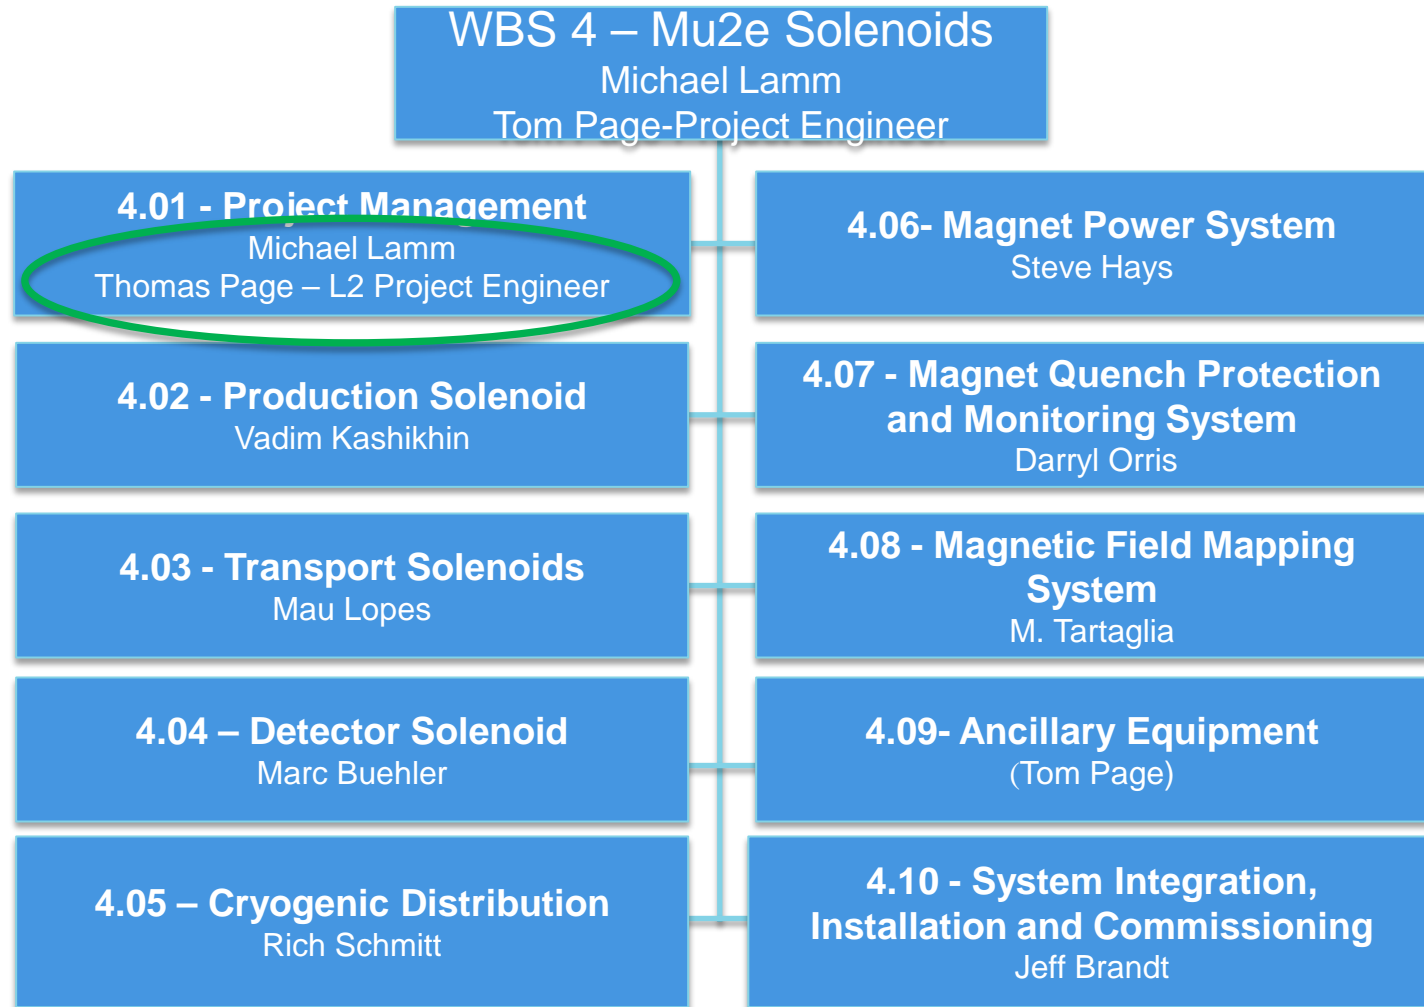 WBS 4 – Mu2e Solenoids
Michael Lamm
Tom Page-Project Engineer
4.01 - Project Management
Michael Lamm
Thomas Page – L2 Project Engineer
4.02 - Production Solenoid
Vadim Kashikhin
4.03 - Transport Solenoids
Mau Lopes
4.04 – Detector Solenoid
Marc Buehler
4.05 – Cryogenic Distribution
Rich Schmitt
4.06- Magnet Power System
Steve Hays
4.07 - Magnet Quench Protection
and Monitoring System
Darryl Orris
4.08 - Magnetic Field Mapping
System
M. Tartaglia
4.09- Ancillary Equipment
(Tom Page)
4.10 - System Integration,
Installation and Commissioning
Jeff Brandt